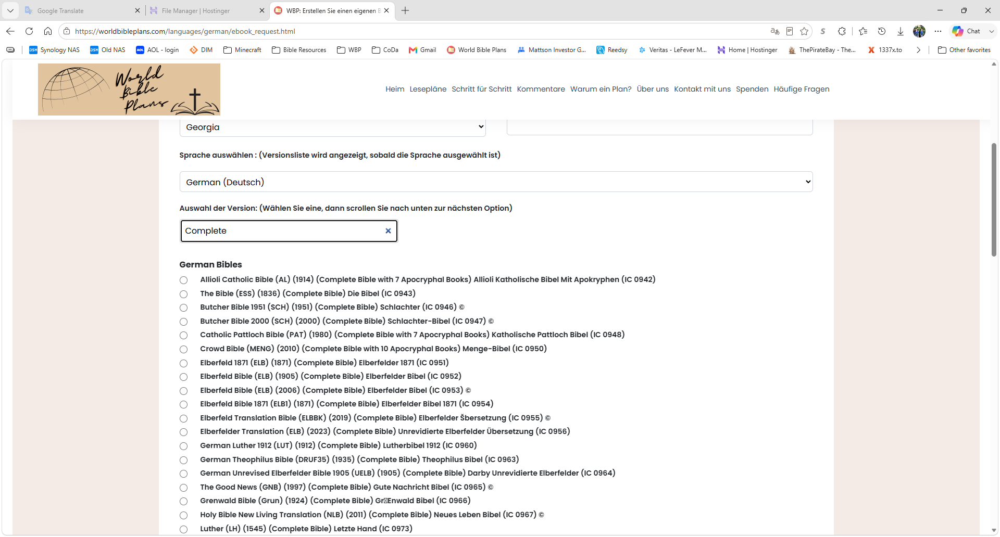 Google Translate
File Manager | Hostinger
WBP: Erstellen Sie einen eigenen B
https://worldbibleplans.com/languages/german/ebook_request.html
Chat
Synology NAS
Old NAS
AOL - login
DIM
Minecraft
Bible Resources
WBP
CoDa
Gmail
World Bible Plans
Mattson Investor G...
Reedsy
Veritas - LeFever M...
Home | Hostinger
ThePirateBay - The...
1337x.to
Other favorites
World
Bible
Plans
Heim Lesepläne Schritt für Schritt Kommentare Warum ein Plan? Über uns Kontakt mit uns Spenden Häufige Fragen
Georgia
Sprache auswählen : (Versionsliste wird angezeigt, sobald die Sprache ausgewählt ist)
German (Deutsch)
Auswahl der Version: (Wählen Sie eine, dann scrollen Sie nach unten zur nächsten Option)
Complete
German Bibles
Allioli Catholic Bible (AL) (1914) (Complete Bible with 7 Apocryphal Books) Allioli Katholische Bibel Mit Apokryphen (IC 0942)
The Bible (ESS) (1836) (Complete Bible) Die Bibel (IC 0943)
Butcher Bible 1951 (SCH) (1951) (Complete Bible) Schlachter (IC 0946) ©
Butcher Bible 2000 (SCH) (2000) (Complete Bible) Schlachter-Bibel (IC 0947) ©
Catholic Pattloch Bible (PAT) (1980) (Complete Bible with 7 Apocryphal Books) Katholische Pattloch Bibel (IC 0948)
Crowd Bible (MENG) (2010) (Complete Bible with 10 Apocryphal Books) Menge-Bibel (IC 0950)
Elberfeld 1871 (ELB) (1871) (Complete Bible) Elberfelder 1871 (IC 0951)
Elberfeld Bible (ELB) (1905) (Complete Bible) Elberfelder Bibel (IC 0952)
Elberfeld Bible (ELB) (2006) (Complete Bible) Elberfelder Bibel (IC 0953) ©
Elberfeld Bible 1871 (ELB1) (1871) (Complete Bible) Elberfelder Bibel 1871 (IC 0954)
Elberfeld Translation Bible (ELBBK) (2019) (Complete Bible) Elberfelder Šbersetzung (IC 0955) ©
Elberfelder Translation (ELB) (2023) (Complete Bible) Unrevidierte Elberfelder Übersetzung (IC 0956)
German Luther 1912 (LUT) (1912) (Complete Bible) Lutherbibel 1912 (IC 0960)
German Theophilus Bible (DRUF35) (1935) (Complete Bible) Theophilus Bibel (IC 0963)
German Unrevised Elberfelder Bible 1905 (UELB) (1905) (Complete Bible) Darby Unrevidierte Elberfelder (IC 0964)
The Good News (GNB) (1997) (Complete Bible) Gute Nachricht Bibel (IC 0965) ©
Grenwald Bible (Grun) (1924) (Complete Bible) Gr�Enwald Bibel (IC 0966)
Holy Bible New Living Translation (NLB) (2011) (Complete Bible) Neues Leben Bibel (IC 0967) ©
Luther (LH) (1545) (Complete Bible) Letzte Hand (IC 0973)